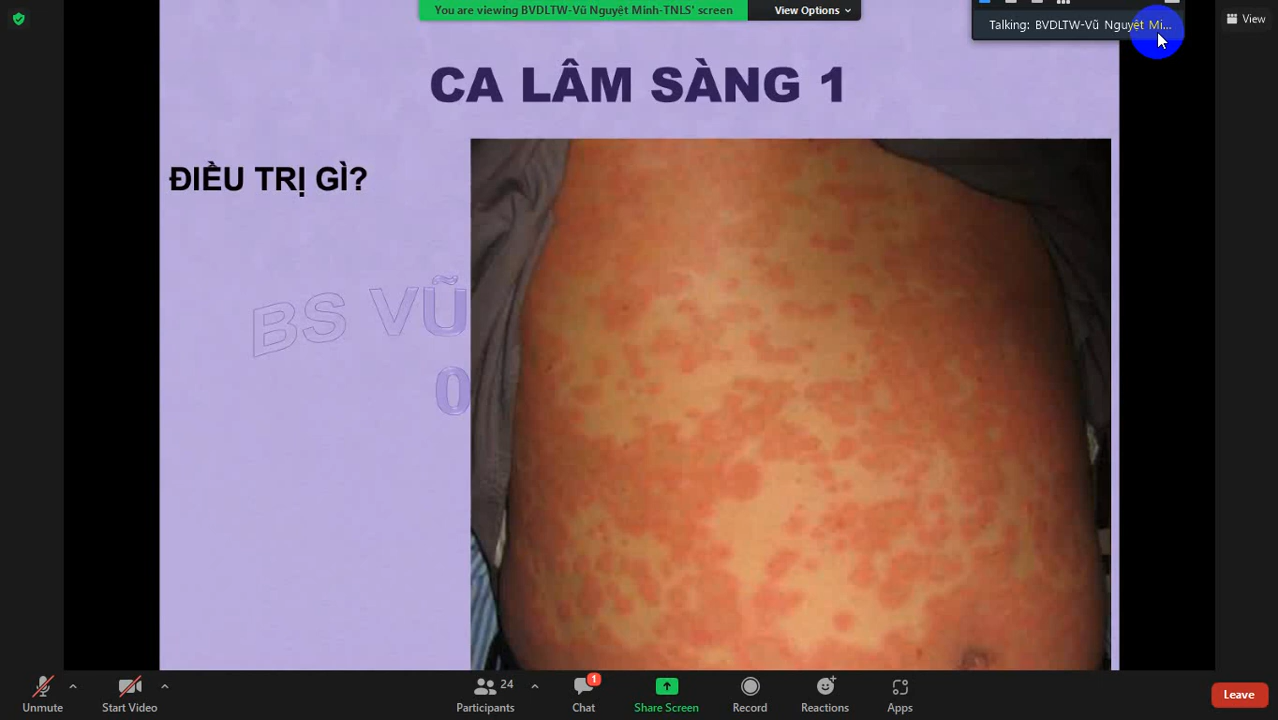 You are viewing BVDLTW-Vũ Nguyệt Minh-TNLS' screen
View Options
Talking: BVDLTW-Vũ Nguyệt Mi...
View
CA LÂM SÀNG 1
ĐIỀU TRỊ GÌ?
BS VŨ
0
Unmute
Start Video
24
Participants
1
Chat
Share Screen
Record
Reactions
Apps
Leave